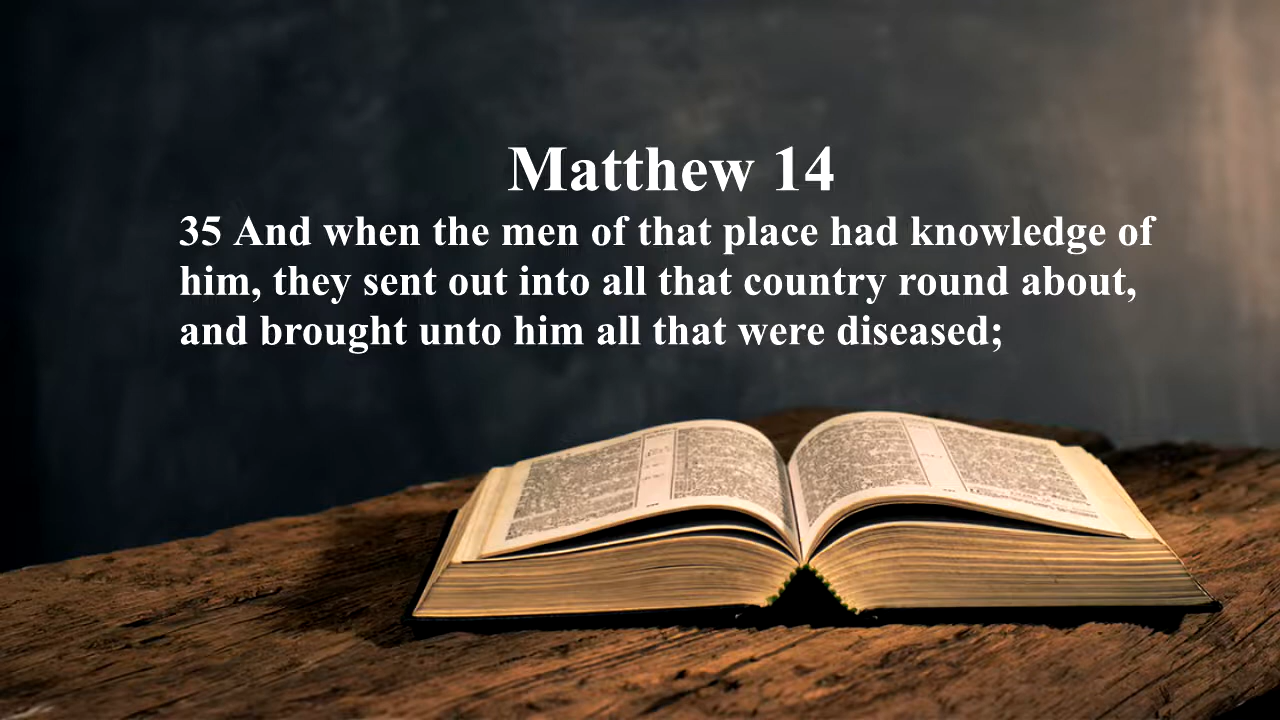 Matthew 14
35 And when the men of that place had knowledge of
him, they sent out into all that country round about,
and brought unto him all that were diseased;